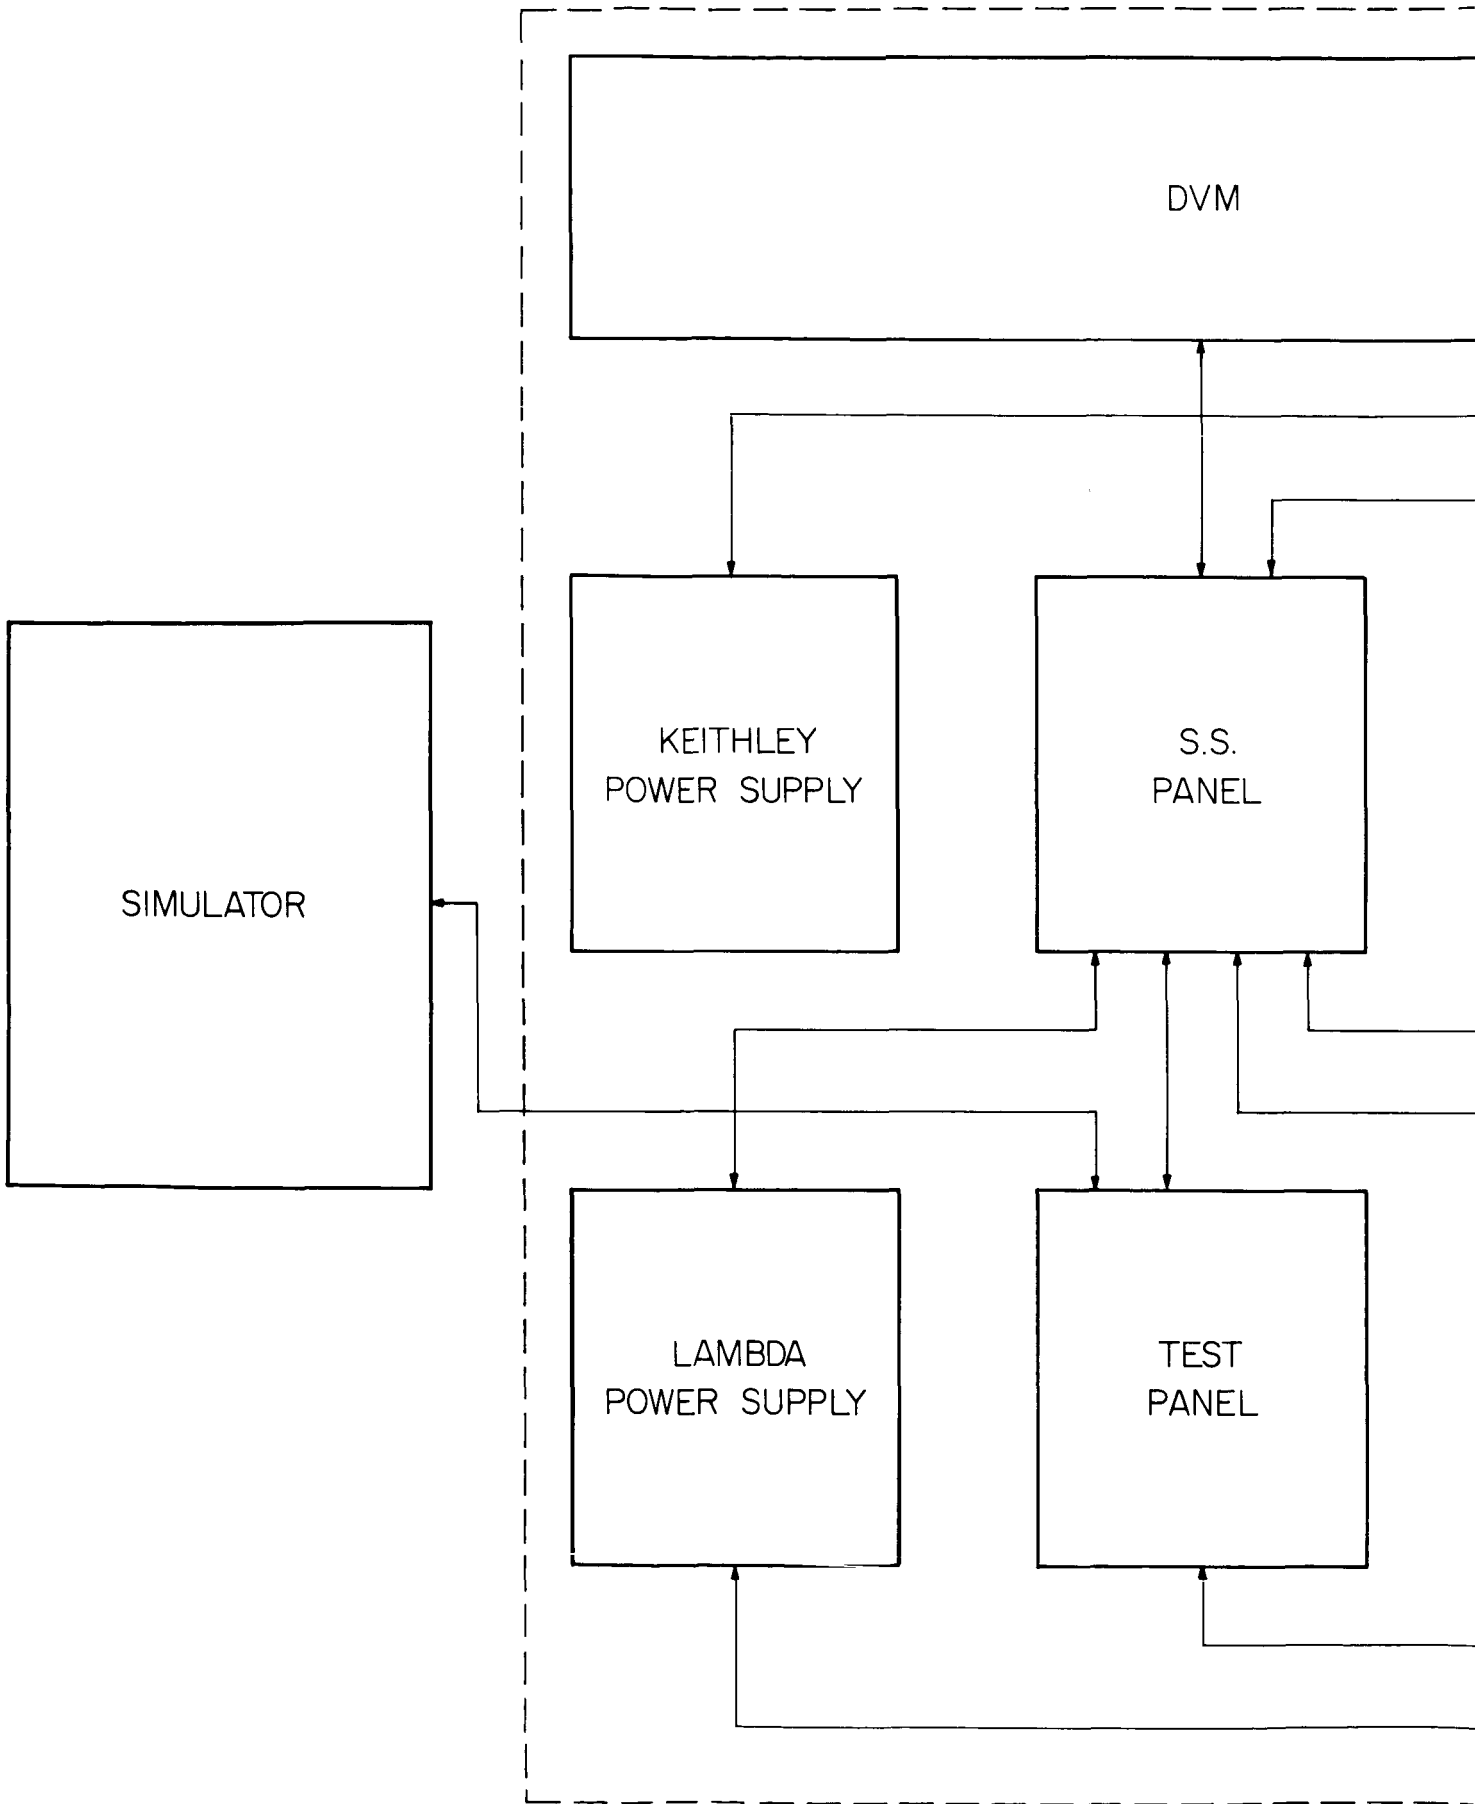 DVM
KEITHLEY
POWER SUPPLY
S.S.
PANEL
SIMULATOR
LAMBDA
POWER SUPPLY
TEST
PANEL